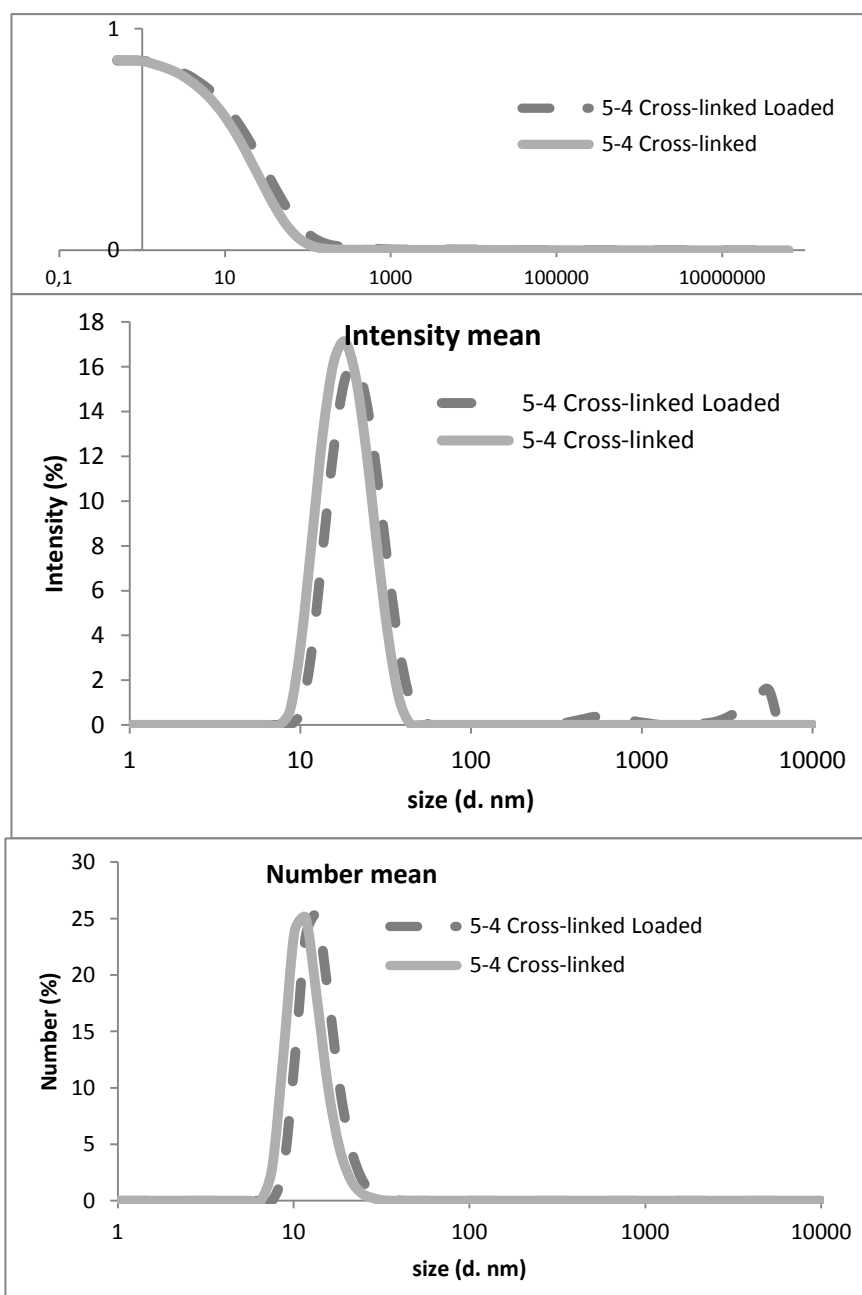 1
5-4 Cross-linked Loaded
5-4 Cross-linked
0
0,1 10 1000 100000 10000000
Intensity mean
18
16
14
12
10
8
6
4
2
0
Intensity (%)
5-4 Cross-linked Loaded
5-4 Cross-linked
1 10 100 1000 10000
size (d. nm)
Number mean
30
25
20
15
10
5
0
Number (%)
5-4 Cross-linked Loaded
5-4 Cross-linked
1 10 100 1000 10000
size (d. nm)